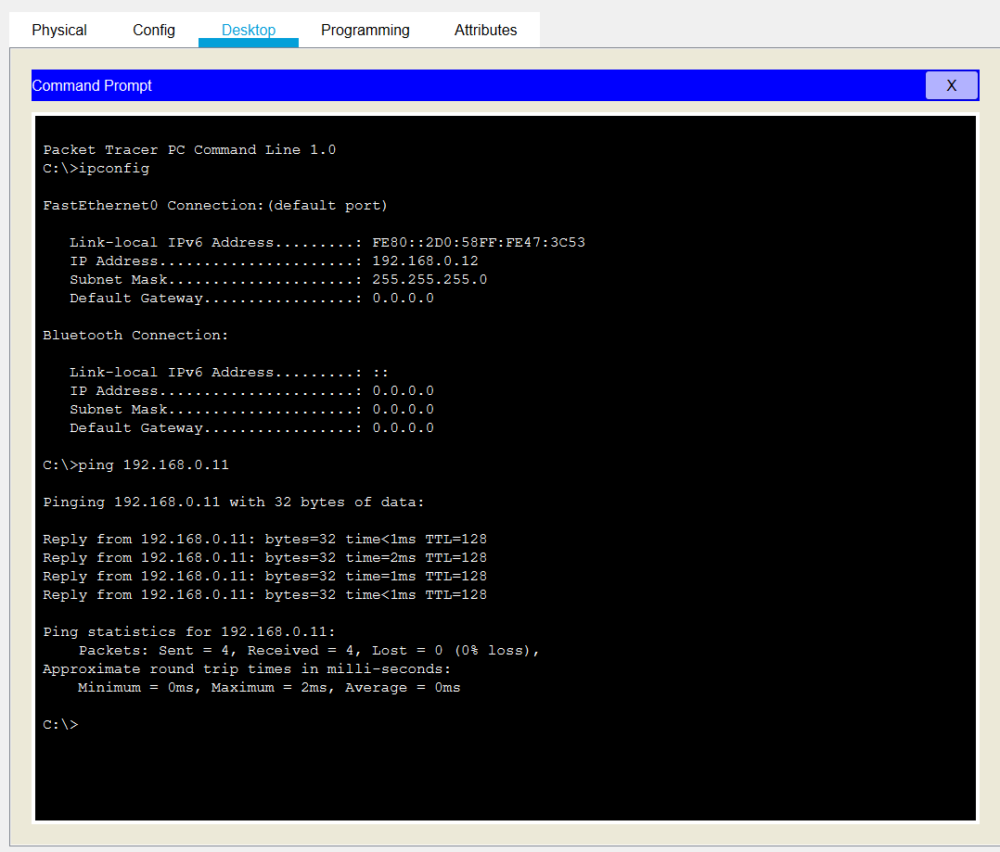 Physical Config Desktop Programming Attributes
Command Prompt X
Packet Tracer PC Command Line 1.0
C:\>ipconfig
FastEthernet0 Connection:(default port)
Link-local IPv6 Address.........: FE80::2D0:58FF:FE47:3C53
IP Address......................: 192.168.0.12
Subnet Mask.....................: 255.255.255.0
Default Gateway.................: 0.0.0.0
Bluetooth Connection:
Link-local IPv6 Address.........: ::
IP Address......................: 0.0.0.0
Subnet Mask.....................: 0.0.0.0
Default Gateway.................: 0.0.0.0
C:\>ping 192.168.0.11
Pinging 192.168.0.11 with 32 bytes of data:
Reply from 192.168.0.11: bytes=32 time<1ms TTL=128
Reply from 192.168.0.11: bytes=32 time=2ms TTL=128
Reply from 192.168.0.11: bytes=32 time=1ms TTL=128
Reply from 192.168.0.11: bytes=32 time<1ms TTL=128
Ping statistics for 192.168.0.11:
Packets: Sent = 4, Received = 4, Lost = 0 (0% loss),
Approximate round trip times in milli-seconds:
Minimum = 0ms, Maximum = 2ms, Average = 0ms
C:\>